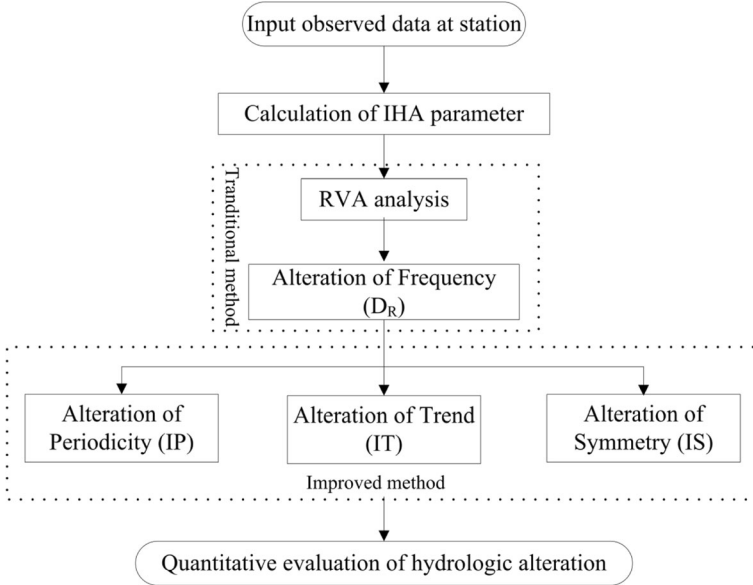 Input observed data at station
Calculation of IHA parameter
Tranditional method
RVA analysis
Alteration of Frequency
(D_R)
Alteration of
Periodicity (IP)
Alteration of Trend
(IT)
Alteration of
Symmetry (IS)
Improved method
Quantitative evaluation of hydrologic alteration